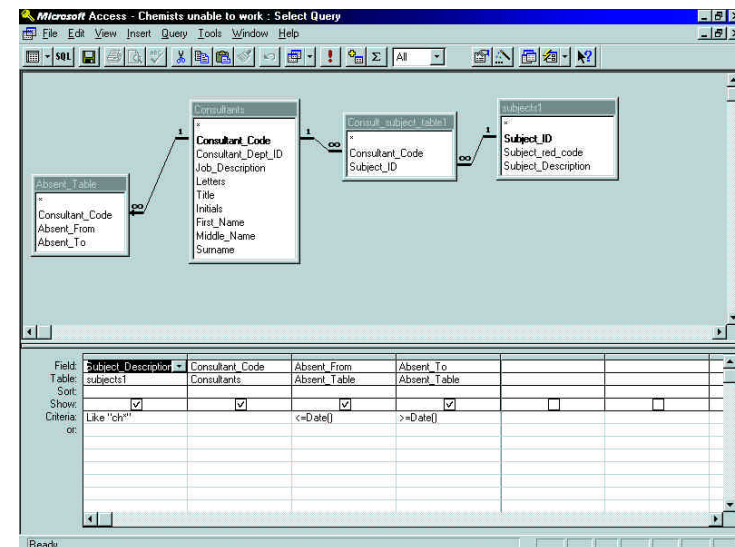 Microsoft Access - Chemists unable to work : Select Query
File Edit View Insert Query Tools Window Help
SQL All
Consultants
*
Consultant_Code
Consultant_Dept_ID
Job_Description
Letters
Title
Initials
First_Name
Middle_Name
Surname
Consult_subject_table1
*
Consultant_Code
Subject_ID
subjects1
*
Subject_ID
Subject_red_code
Subject_Description
Absent_Table
*
Consultant_Code
Absent_From
Absent_To
1 ∞
1 ∞
1 ∞
Field: Subject_Description Consultant_Code Absent_From Absent_To
Table: subjects1 Consultants Absent_Table Absent_Table
Sort:
Show:
Criteria: Like "ch*" <=Date() >=Date()
or:
Ready